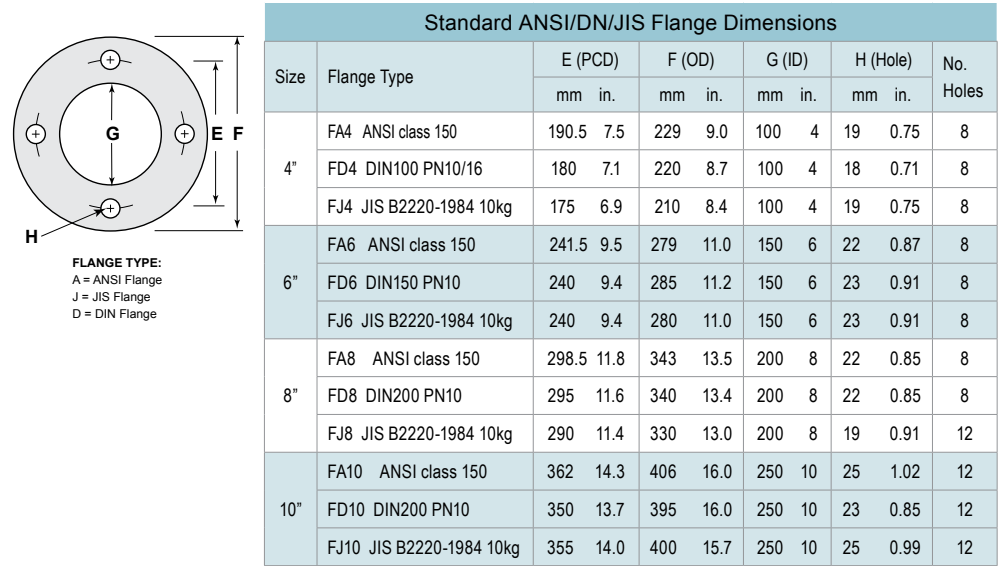 Standard ANSI/DN/JIS Flange Dimensions
Size Flange Type E (PCD) F (OD) G (ID) H (Hole) No. Holes
mm in. mm in. mm in. mm in.
4” FA4 ANSI class 150 190.5 7.5 229 9.0 100 4 19 0.75 8
FD4 DIN100 PN10/16 180 7.1 220 8.7 100 4 18 0.71 8
FJ4 JIS B2220-1984 10kg 175 6.9 210 8.4 100 4 19 0.75 8
6” FA6 ANSI class 150 241.5 9.5 279 11.0 150 6 22 0.87 8
FD6 DIN150 PN10 240 9.4 285 11.2 150 6 23 0.91 8
FJ6 JIS B2220-1984 10kg 240 9.4 280 11.0 150 6 23 0.91 8
8” FA8 ANSI class 150 298.5 11.8 343 13.5 200 8 22 0.85 8
FD8 DIN200 PN10 295 11.6 340 13.4 200 8 22 0.85 8
FJ8 JIS B2220-1984 10kg 290 11.4 330 13.0 200 8 19 0.91 12
10” FA10 ANSI class 150 362 14.3 406 16.0 250 10 25 1.02 12
FD10 DIN200 PN10 350 13.7 395 16.0 250 10 23 0.85 12
FJ10 JIS B2220-1984 10kg 355 14.0 400 15.7 250 10 25 0.99 12
G E F
H
FLANGE TYPE:
A = ANSI Flange
J = JIS Flange
D = DIN Flange